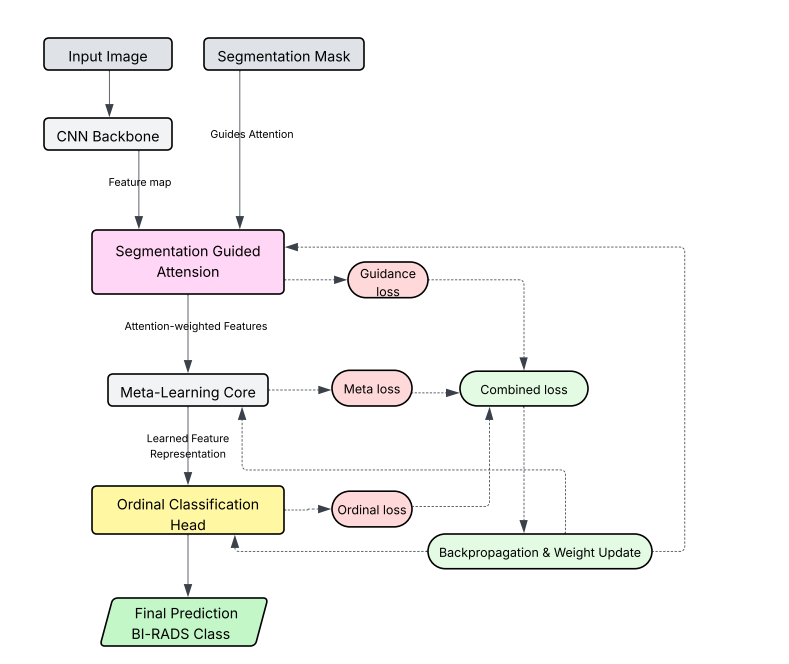 Input Image
Segmentation Mask
CNN Backbone
Guides Attention
Feature map
Segmentation Guided
Attension
Guidance
loss
Attention-weighted Features
Meta-Learning Core
Meta loss
Combined loss
Learned Feature
Representation
Ordinal Classification
Head
Ordinal loss
Backpropagation & Weight Update
Final Prediction
BI-RADS Class